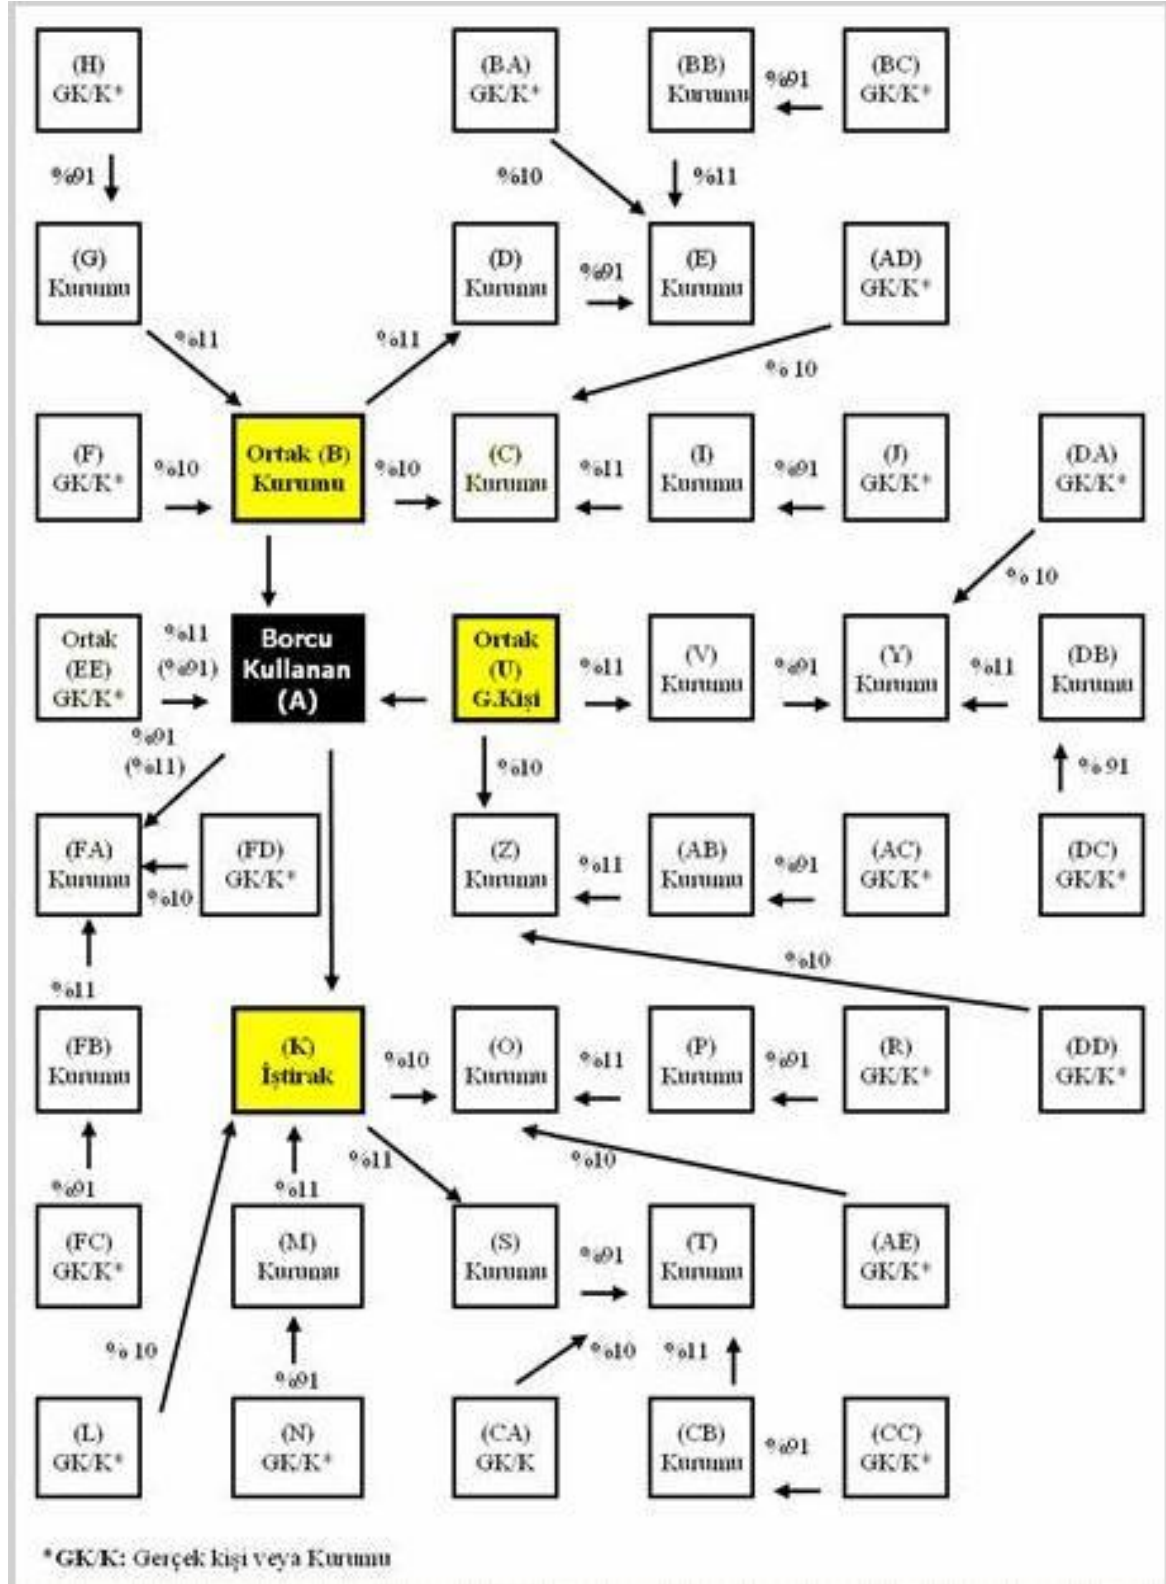 (H)
GK/K*
(BA)
GK/K*
(BB)
Kurumu
%91
(BC)
GK/K*
%91
%10
%11
(G)
Kurumu
(D)
Kurumu
%91
(E)
Kurumu
(AD)
GK/K*
%11
%11
% 10
(F)
GK/K*
%10
Ortak (B)
Kurumu
%10
(C)
Kurumu
%11
(I)
Kurumu
%91
(J)
GK/K*
(DA)
GK/K*
% 10
Ortak
(EE)
GK/K*
%11
(%91)
Borcu
Kullanan
(A)
Ortak
(U)
G.Kişi
%11
(V)
Kurumu
%91
(Y)
Kurumu
%11
(DB)
Kurumu
%91
(%11)
%10
% 91
(FA)
Kurumu
%10
(FD)
GK/K*
(Z)
Kurumu
%11
(AB)
Kurumu
%91
(AC)
GK/K*
(DC)
GK/K*
%10
%11
(FB)
Kurumu
(K)
İştirak
%10
(O)
Kurumu
%11
(P)
Kurumu
%91
(R)
GK/K*
(DD)
GK/K*
%91
%11
%11
%10
(FC)
GK/K*
(M)
Kurumu
(S)
Kurumu
%91
(T)
Kurumu
(AE)
GK/K*
% 10
%91
%10
%11
(L)
GK/K*
(N)
GK/K*
(CA)
GK/K
(CB)
Kurumu
%91
(CC)
GK/K*
*GK/K: Gerçek kişi veya Kurumu